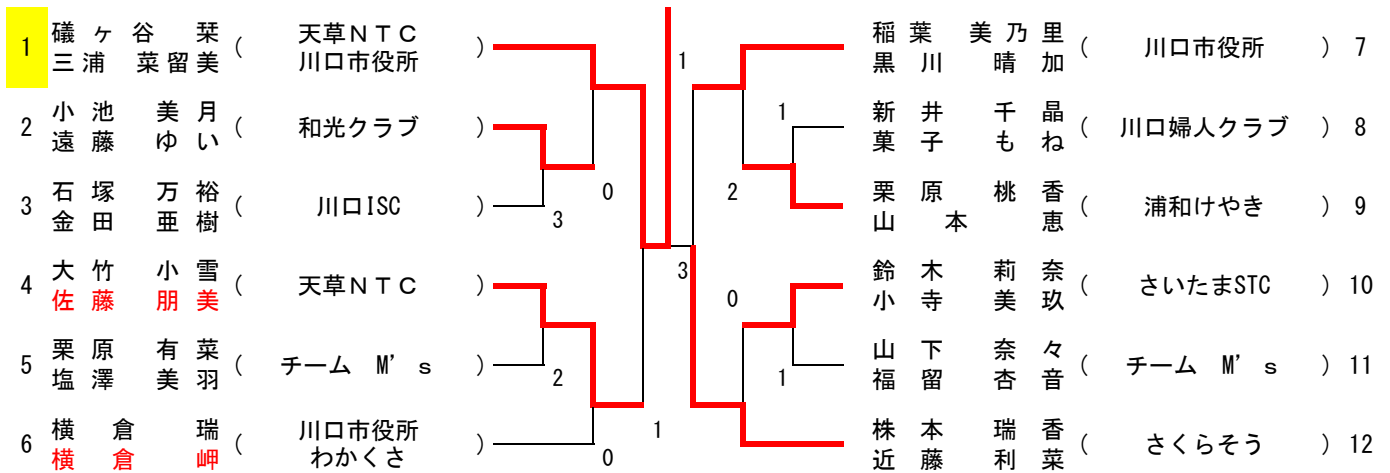 1 礒ヶ谷 栞 三浦 菜留美 ( 天草NTC 川口市役所 )
2 小池 美月 遠藤 ゆい ( 和光クラブ )
3 石塚 万裕 金田 亜樹 ( 川口ISC )
4 大竹 小雪 佐藤 朋美 ( 天草NTC )
5 栗原 有菜 塩澤 美羽 ( チーム M's )
6 横倉 瑞 横倉 岬 ( 川口市役所 わかくさ )
0
3
2
0
1
1
3
1
2
0
1
稲葉 美乃里 黒川 晴加 ( 川口市役所 ) 7
新井 千晶 菓子 もね ( 川口婦人クラブ ) 8
栗原 桃香 山本 恵 ( 浦和けやき ) 9
鈴木 莉奈 小寺 美玖 ( さいたまSTC ) 10
山下 奈々 福留 杏音 ( チーム M's ) 11
株本 瑞香 近藤 利菜 ( さくらそう ) 12